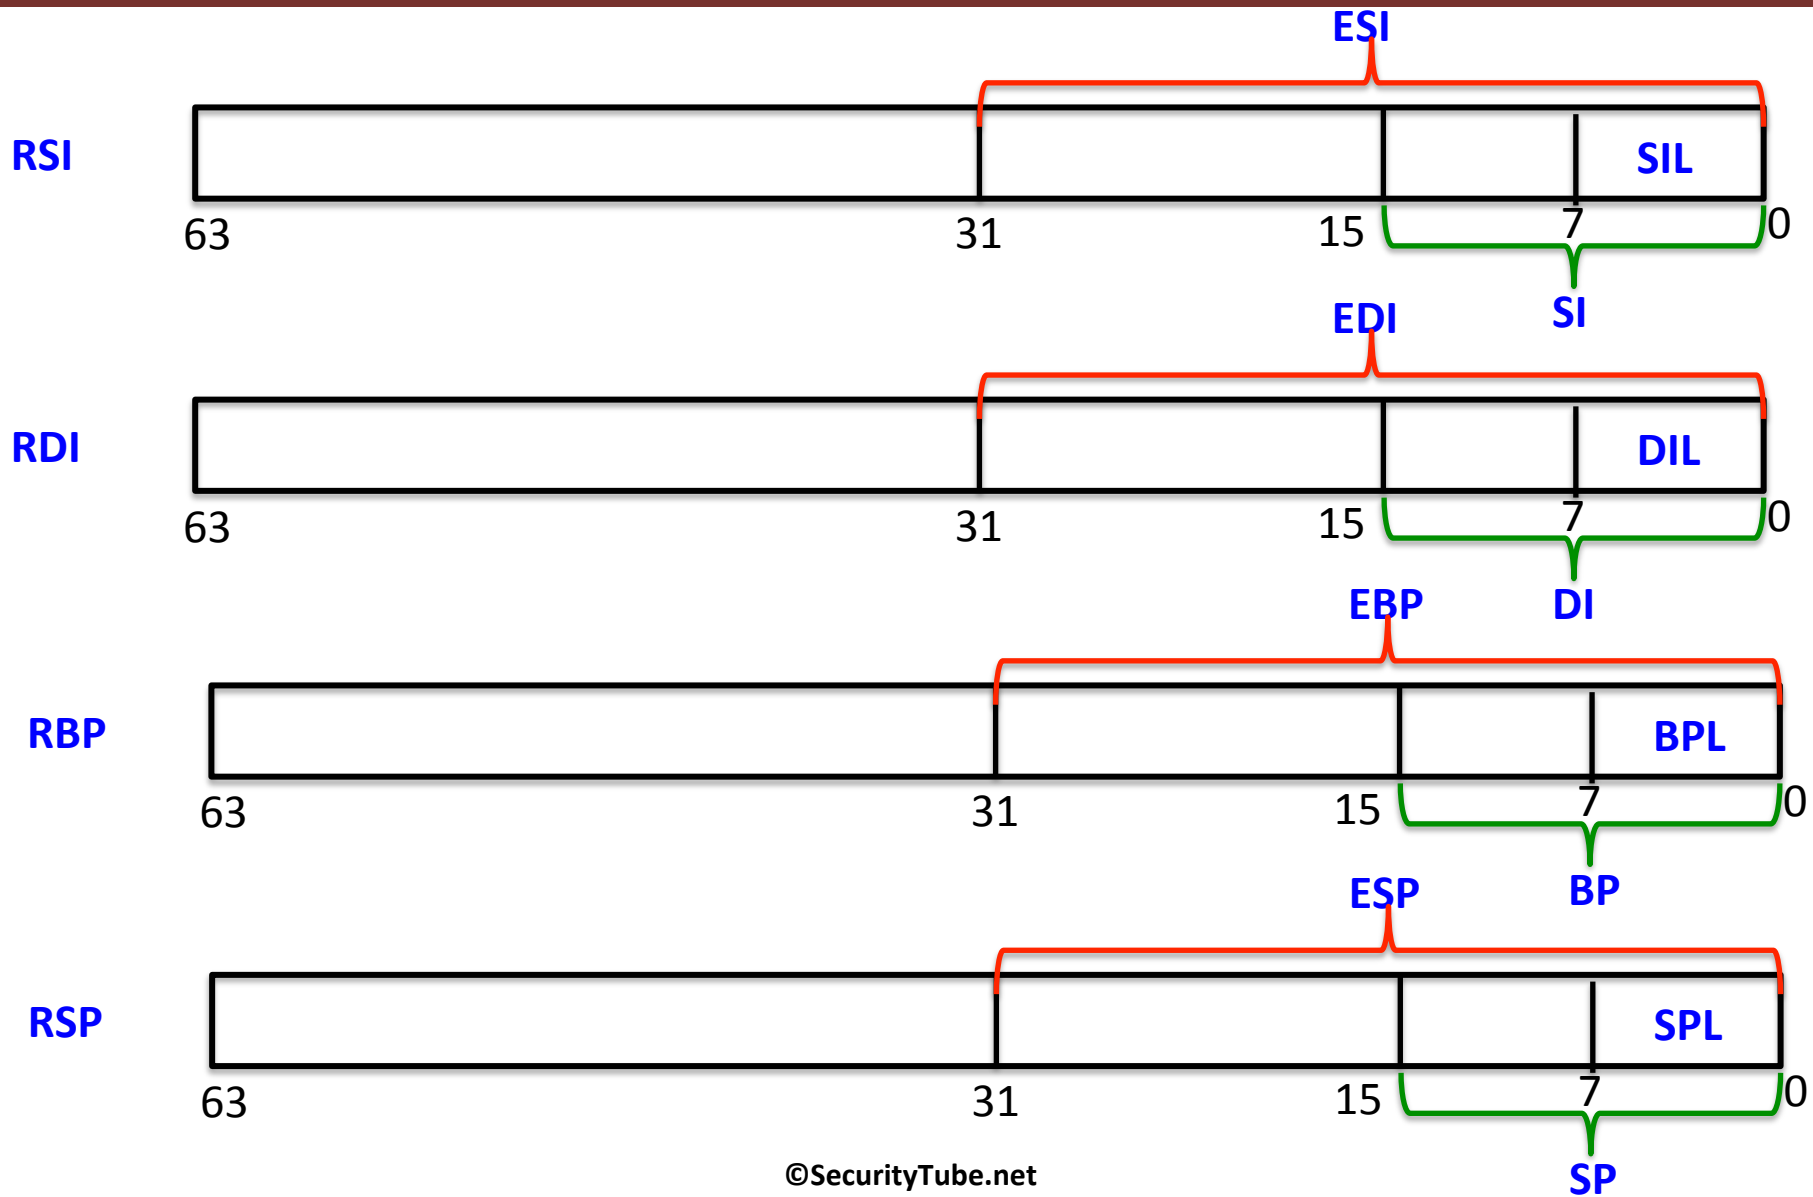 ESI
RSI SIL
63 31 15 7 0
SI
EDI
RDI DIL
63 31 15 7 0
DI
EBP
RBP BPL
63 31 15 7 0
BP
ESP
RSP SPL
63 31 15 7 0
SP
©SecurityTube.net